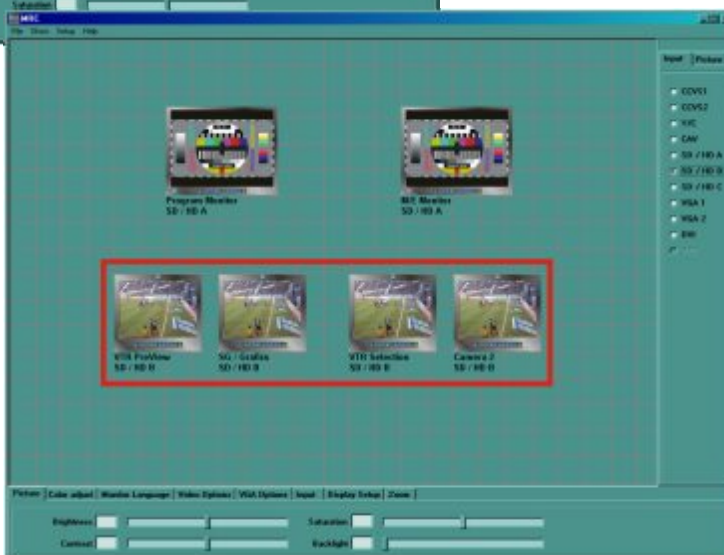 Saturation
MRC
File Show Setup Help
Input Picture
CCVS1
CCVS2
Y/C
CAV
SD / HD A
SD / HD B
SD / HD C
VGA 1
VGA 2
DVI
Program Monitor
SD / HD A
M/E Monitor
SD / HD A
VTR PreView
SD / HD B
SG / Grafics
SD / HD B
VTR Selection
SD / HD B
Camera 2
SD / HD B
Picture Color adjust Monitor Language Video Options VGA Options Input Display Setup Zoom
Brightness Saturation
Contrast Backlight